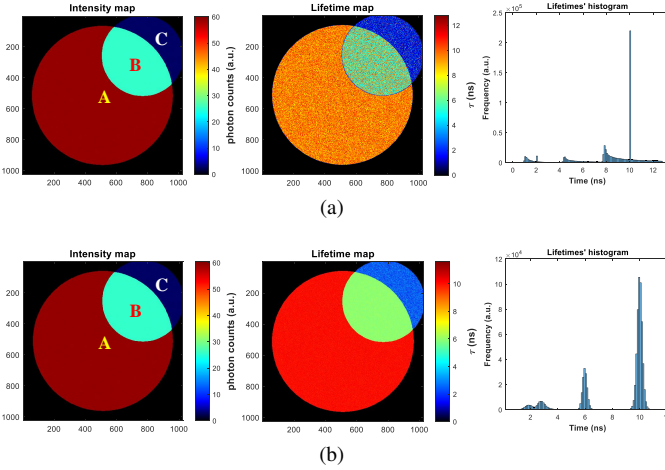 Intensity map
200
400
600
800
1000
200 400 600 800 1000
A
B
C
60
50
40
30
20
10
0
photon counts (a.u.)
Lifetime map
200
400
600
800
1000
200 400 600 800 1000
12
10
8
6
4
2
0
τ (ns)
Lifetimes' histogram
×10⁵
2.5
2
1.5
1
0.5
0
Frequency (a.u.)
0 2 4 6 8 10 12
Time (ns)
(a)
Intensity map
200
400
600
800
1000
200 400 600 800 1000
A
B
C
60
50
40
30
20
10
0
photon counts (a.u.)
Lifetime map
200
400
600
800
1000
200 400 600 800 1000
10
8
6
4
2
0
τ (ns)
Lifetimes' histogram
×10⁴
12
10
8
6
4
2
0
Frequency (a.u.)
2 4 6 8 10
Time (ns)
(b)